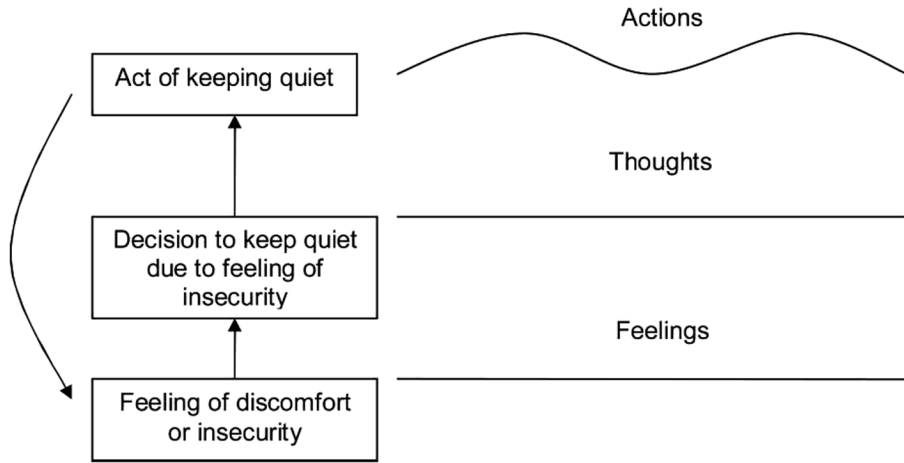 Actions
Act of keeping quiet
Thoughts
Decision to keep quiet
due to feeling of
insecurity
Feelings
Feeling of discomfort
or insecurity